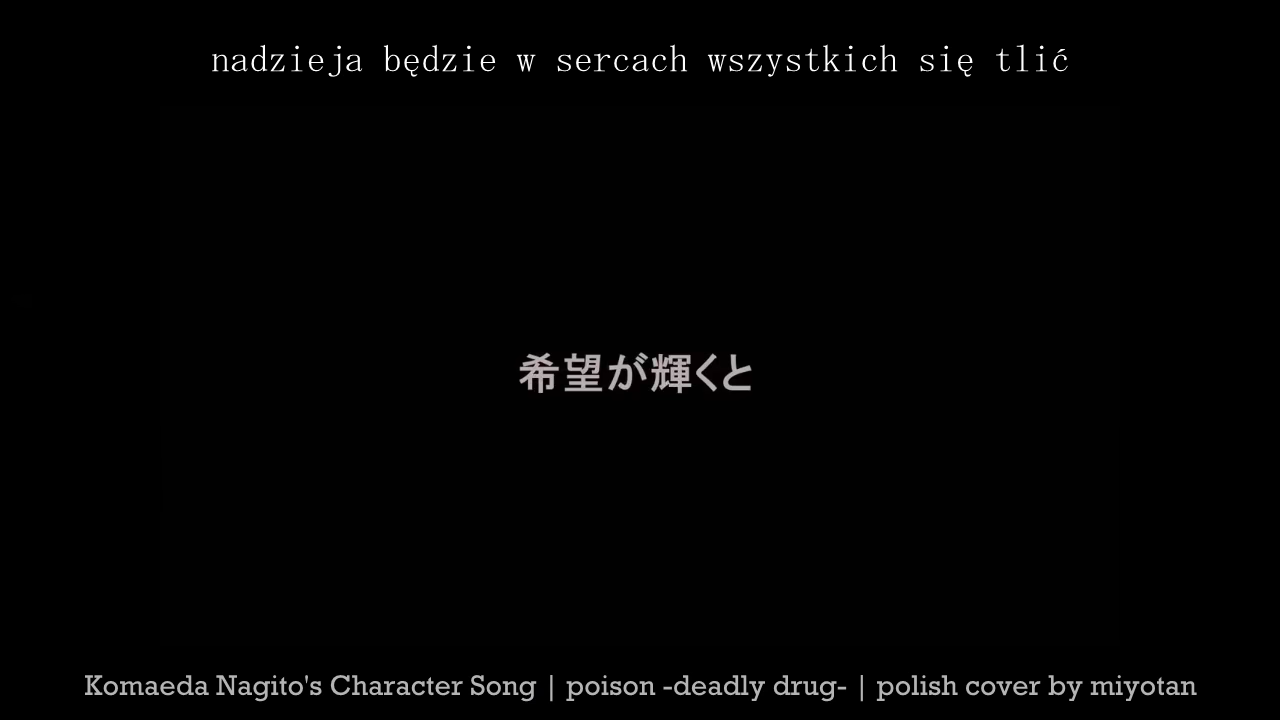 nadzieja będzie w sercach wszystkich się tlić
希望が輝くと
Komaeda Nagito's Character Song | poison -deadly drug- | polish cover by miyotan